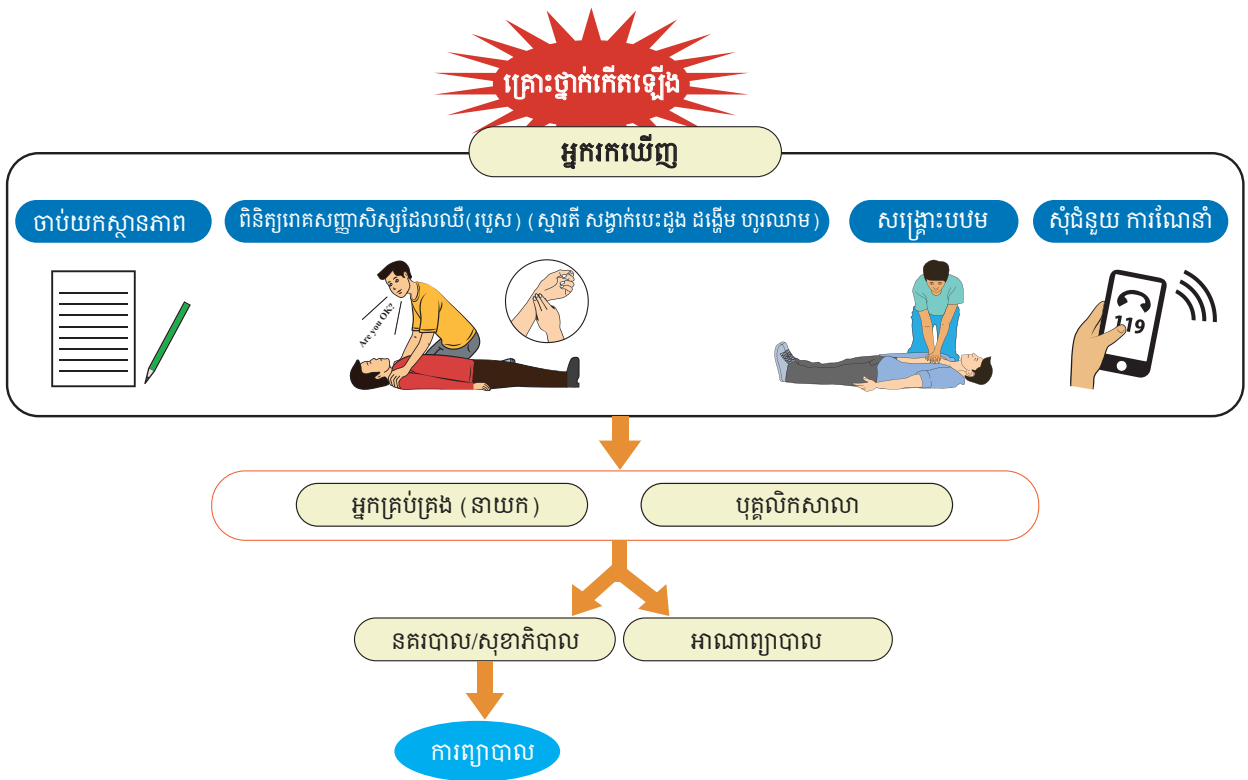 គ្រោះថ្នាក់កើតឡើង
អ្នករកឃើញ
ចាប់យកស្ថានភាព
ពិនិត្យរោគសញ្ញាសិស្សដែលឈឺ(របួស) (ស្មារតី សង្វាក់បេះដូង ដង្ហើម ហូរឈាម)
សង្គ្រោះបឋម
សុំជំនួយ ការណែនាំ
Are you OK?
119
អ្នកគ្រប់គ្រង (នាយក)
បុគ្គលិកសាលា
នគរបាល/សុខាភិបាល
អាណាព្យាបាល
ការព្យាបាល